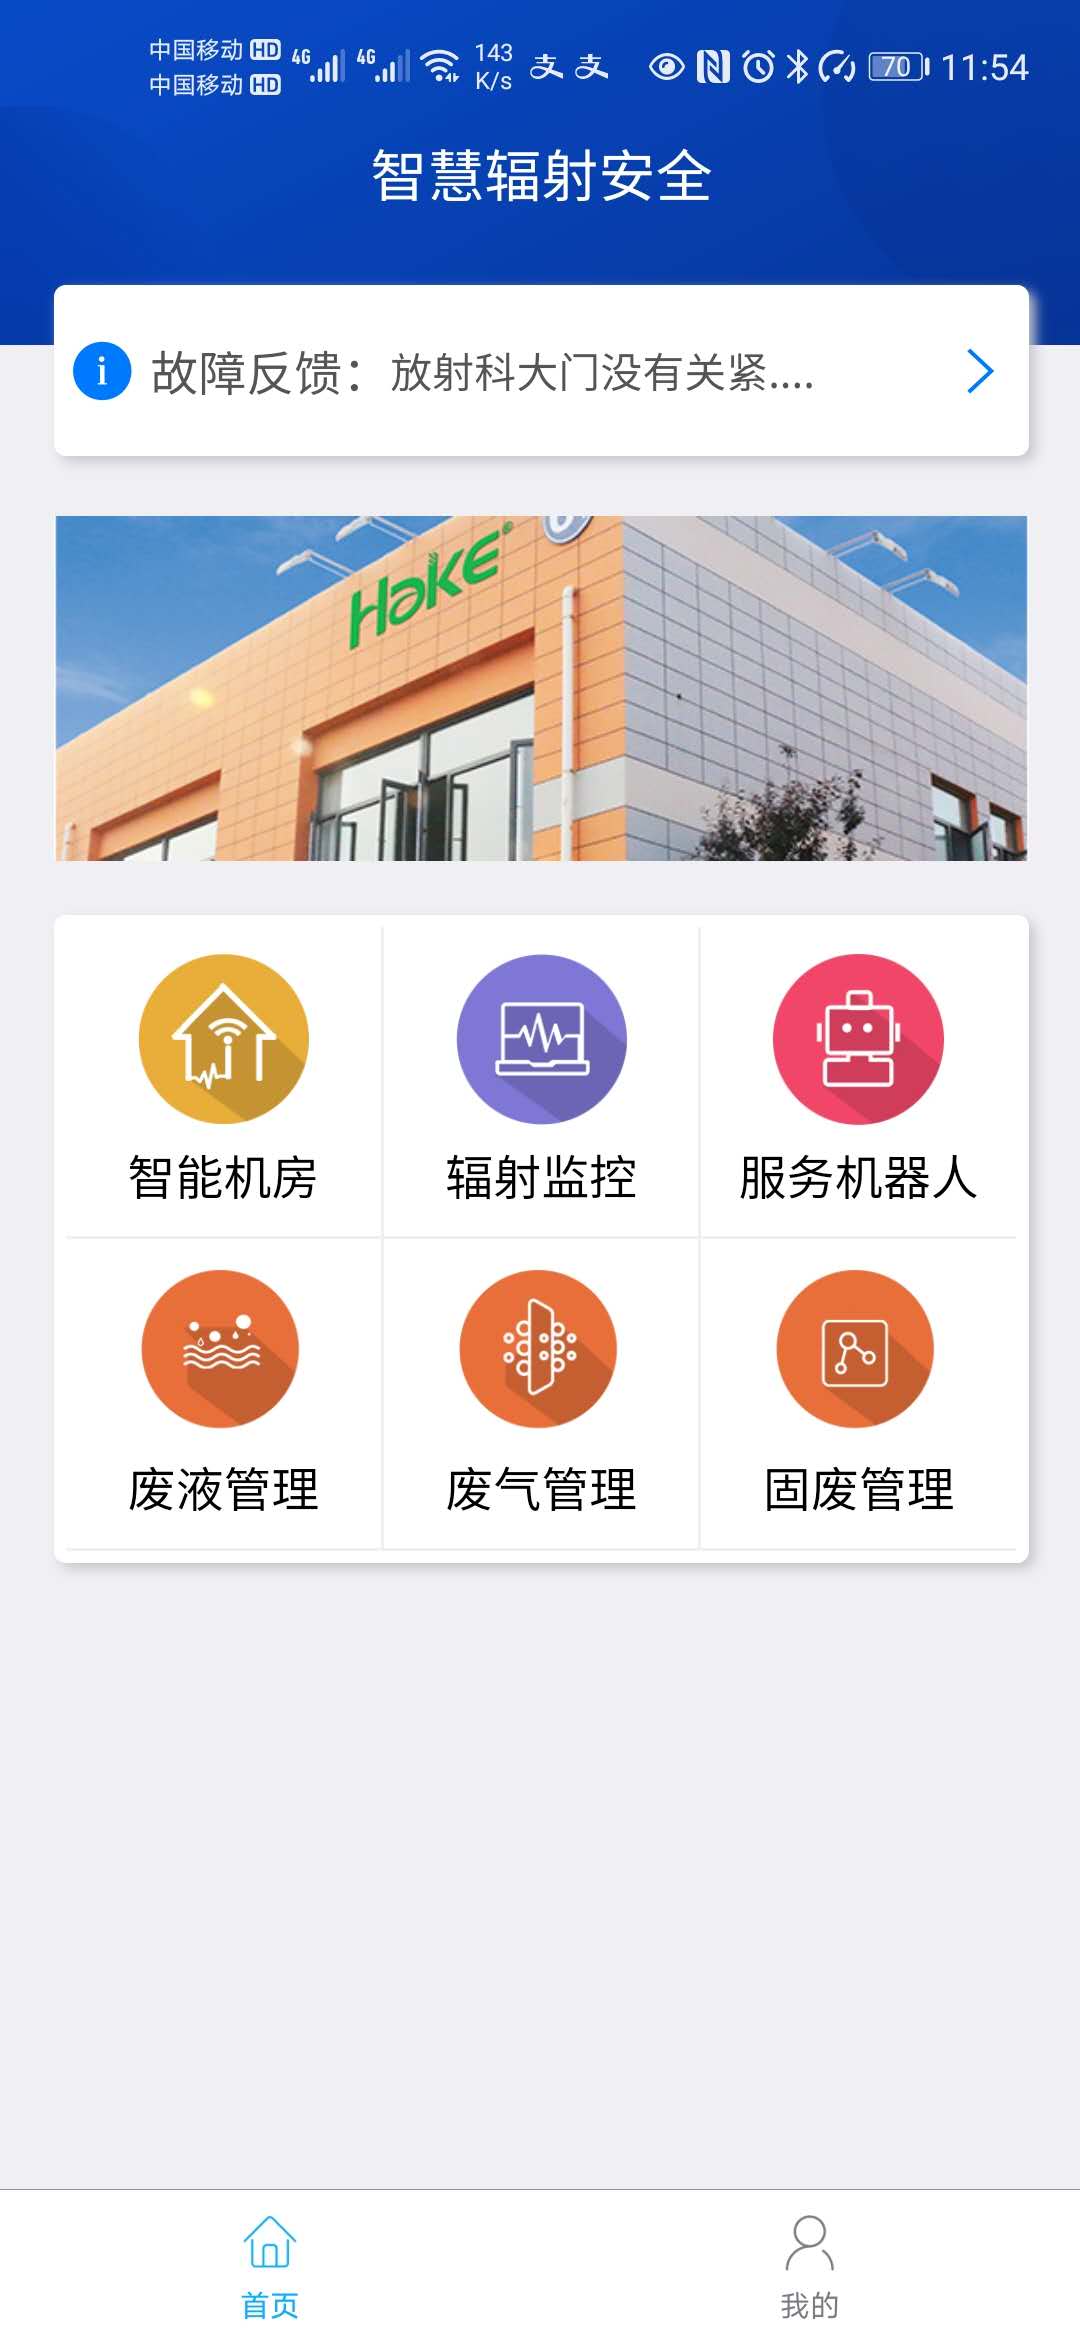 中国移动 HD
中国移动 HD
4G 4G 143 K/s 支 支 70 11:54
智慧辐射安全
故障反馈：放射科大门没有关紧....
HaKE®
智能机房 辐射监控 服务机器人
废液管理 废气管理 固废管理
首页 我的